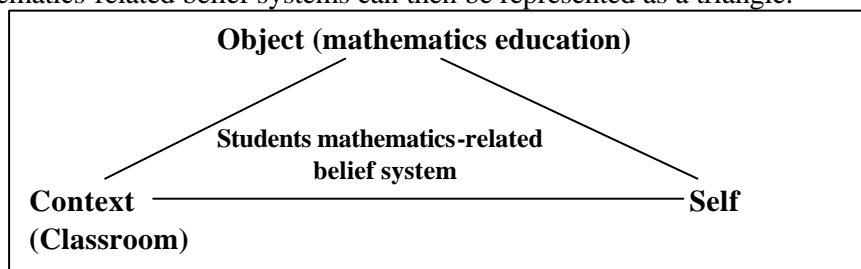 ematics-related belief systems can then be represented as a triangle.
Object (mathematics education)
Students mathematics-related
belief system
Context
Self
(Classroom)